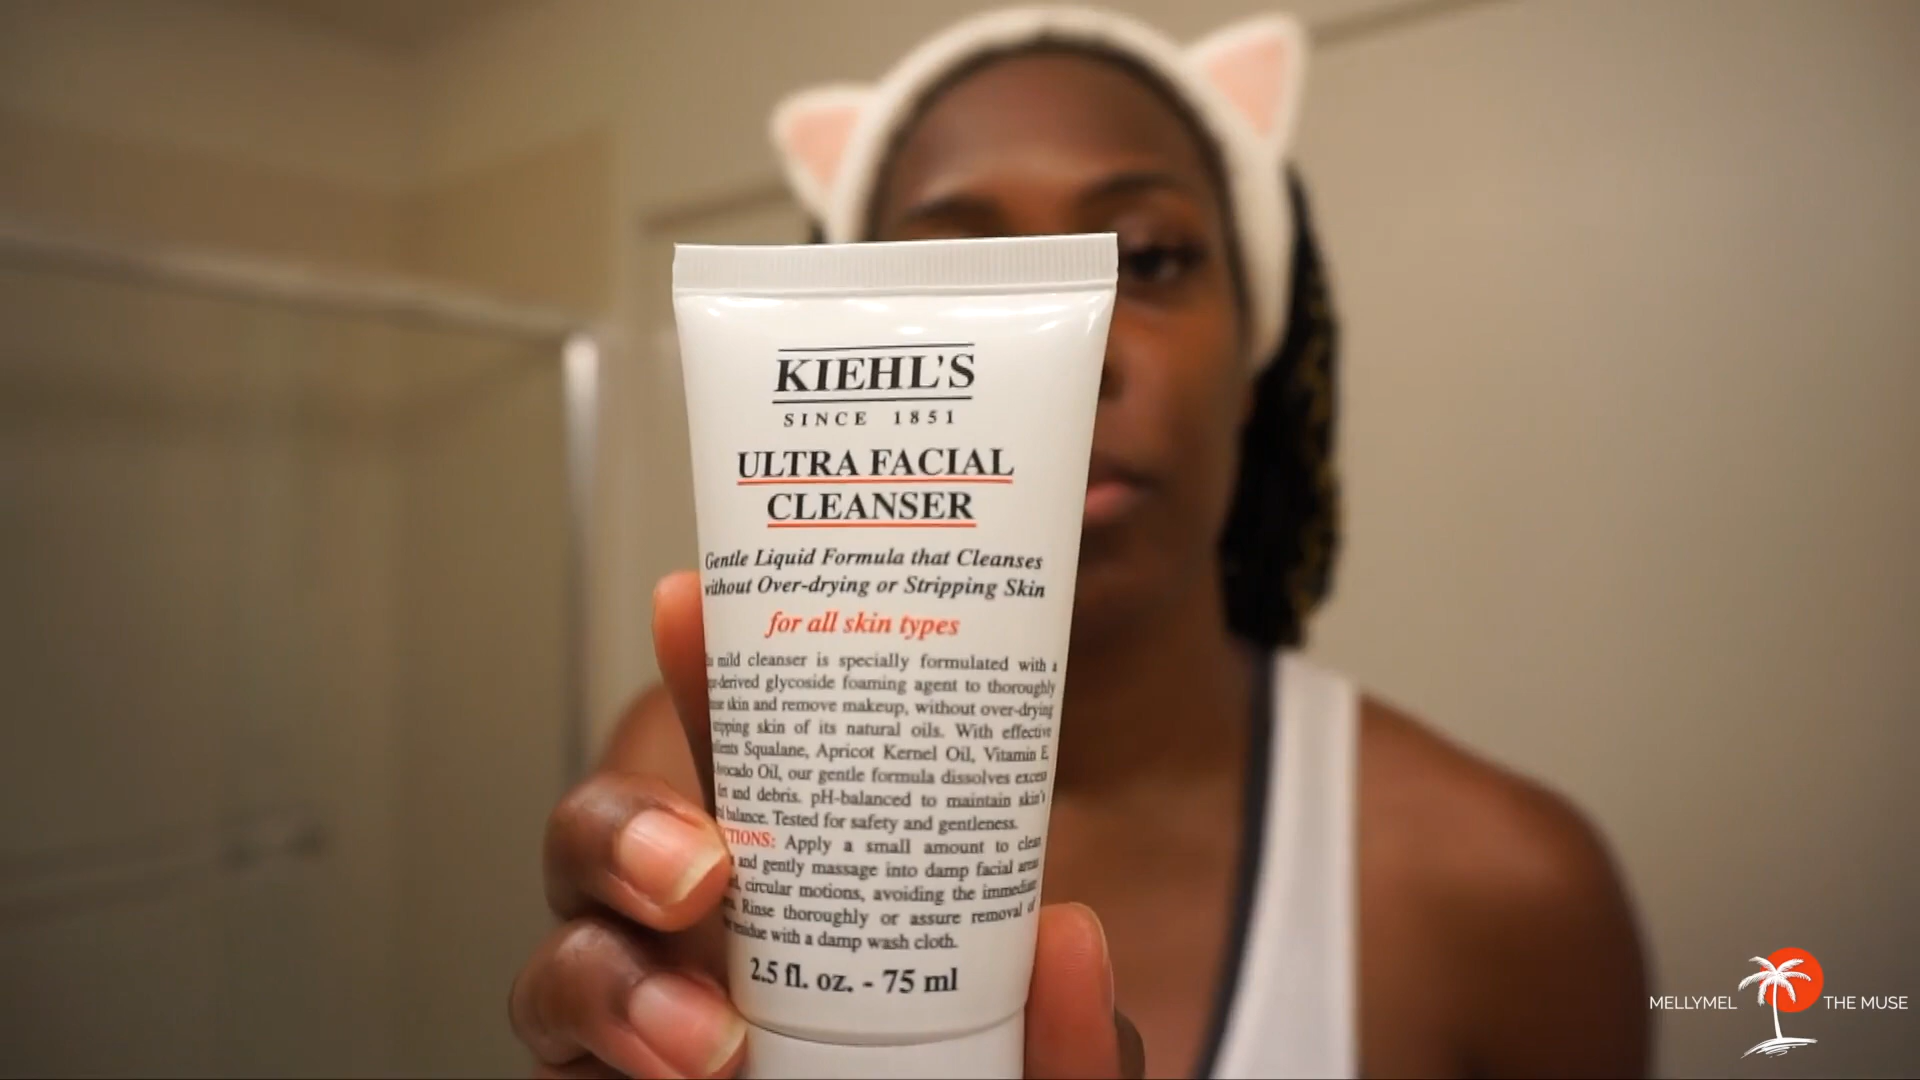 KIEHL'S
SINCE 1851
ULTRA FACIAL
CLEANSER
Gentle Liquid Formula that Cleanses
without Over-drying or Stripping Skin
for all skin types
mild cleanser is specially formulated with a
derived glycoside foaming agent to thoroughly
skin and remove makeup, without over-drying
skin of its natural oils. With effective
Squalane, Apricot Kernel Oil, Vitamin E,
Avocado Oil, our gentle formula dissolves excess
and debris. pH-balanced to maintain skin's
balance. Tested for safety and gentleness.
Apply a small amount to clean
and gently massage into damp facial areas
circular motions, avoiding the immediate
Rinse thoroughly or assure removal of
residue with a damp wash cloth.
2.5 fl. oz. - 75 ml
MELLYMEL THE MUSE